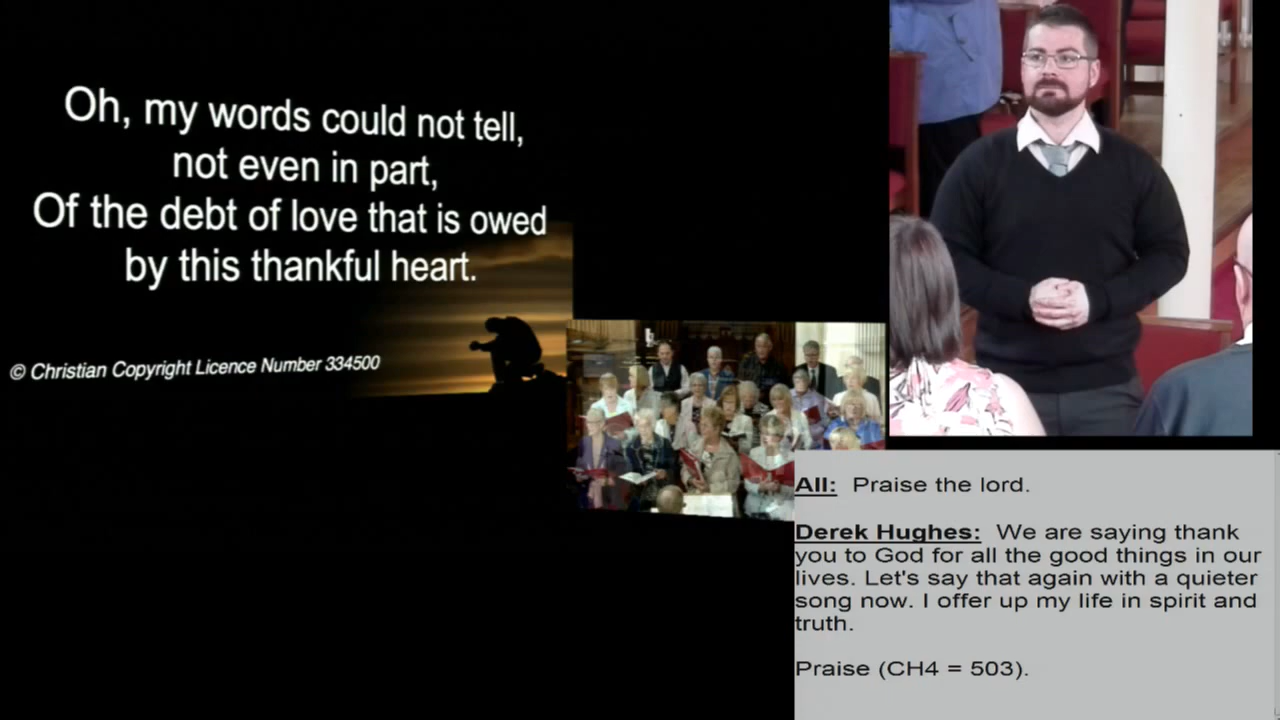 Oh, my words could not tell,
not even in part,
Of the debt of love that is owed
by this thankful heart.
© Christian Copyright Licence Number 334500
All: Praise the lord.
Derek Hughes: We are saying thank
you to God for all the good things in our
lives. Let's say that again with a quieter
song now. I offer up my life in spirit and
truth.
Praise (CH4 = 503).